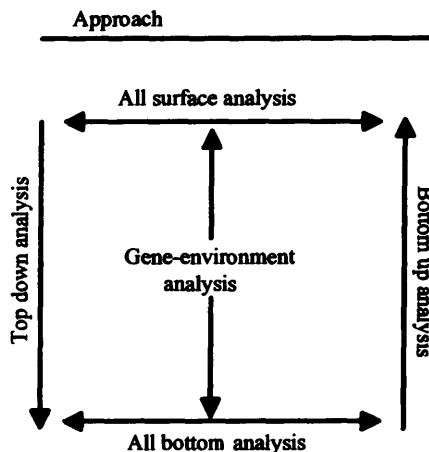 Approach
All surface analysis
Top down analysis
Gene-environment
analysis
Bottom up analysis
All bottom analysis